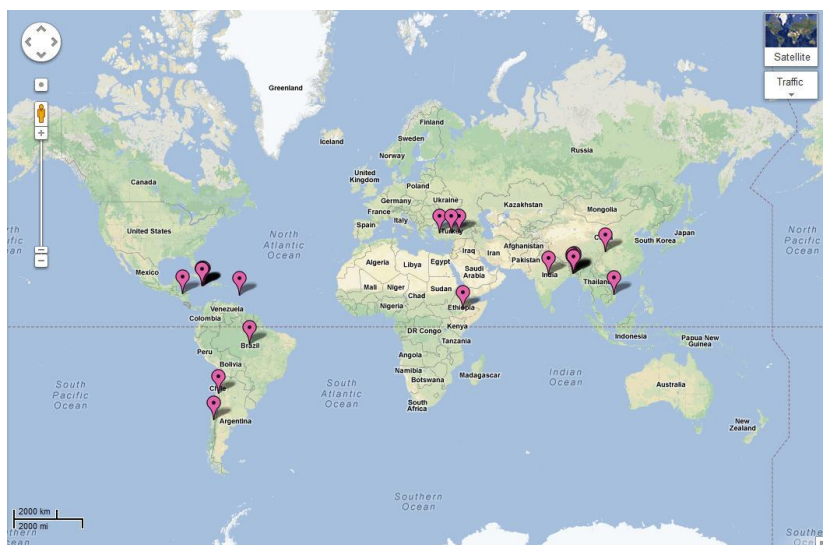 Greenland
Satellite
Traffic
Finland
Iceland
Sweden
Russia
Norway
Canada
United
Kingdom
Poland
Germany
Ukraine
Kazakhstan
France
Mongolia
Italy
Spain
United States
North
Atlantic
Ocean
Turkey
Afghanistan
Iraq
Iran
Pakistan
South Korea
Japan
North
Pacific
Ocean
Algeria
Libya
Egypt
Saudi
Arabia
Mexico
India
Mali
Niger
Chad
Sudan
Thailand
Nigeria
Ethiopia
Venezuela
Colombia
DR Congo
Kenya
Tanzania
Indonesia
Papua New
Guinea
Peru
Brazil
Bolivia
Angola
Namibia
Botswana
Madagascar
Indian
Ocean
Australia
South
Pacific
Ocean
Chile
Argentina
South
Atlantic
Ocean
South
Africa
New
Zealand
South
Pacific
Ocean
Southern
Ocean
2000 km
2000 mi
Southern